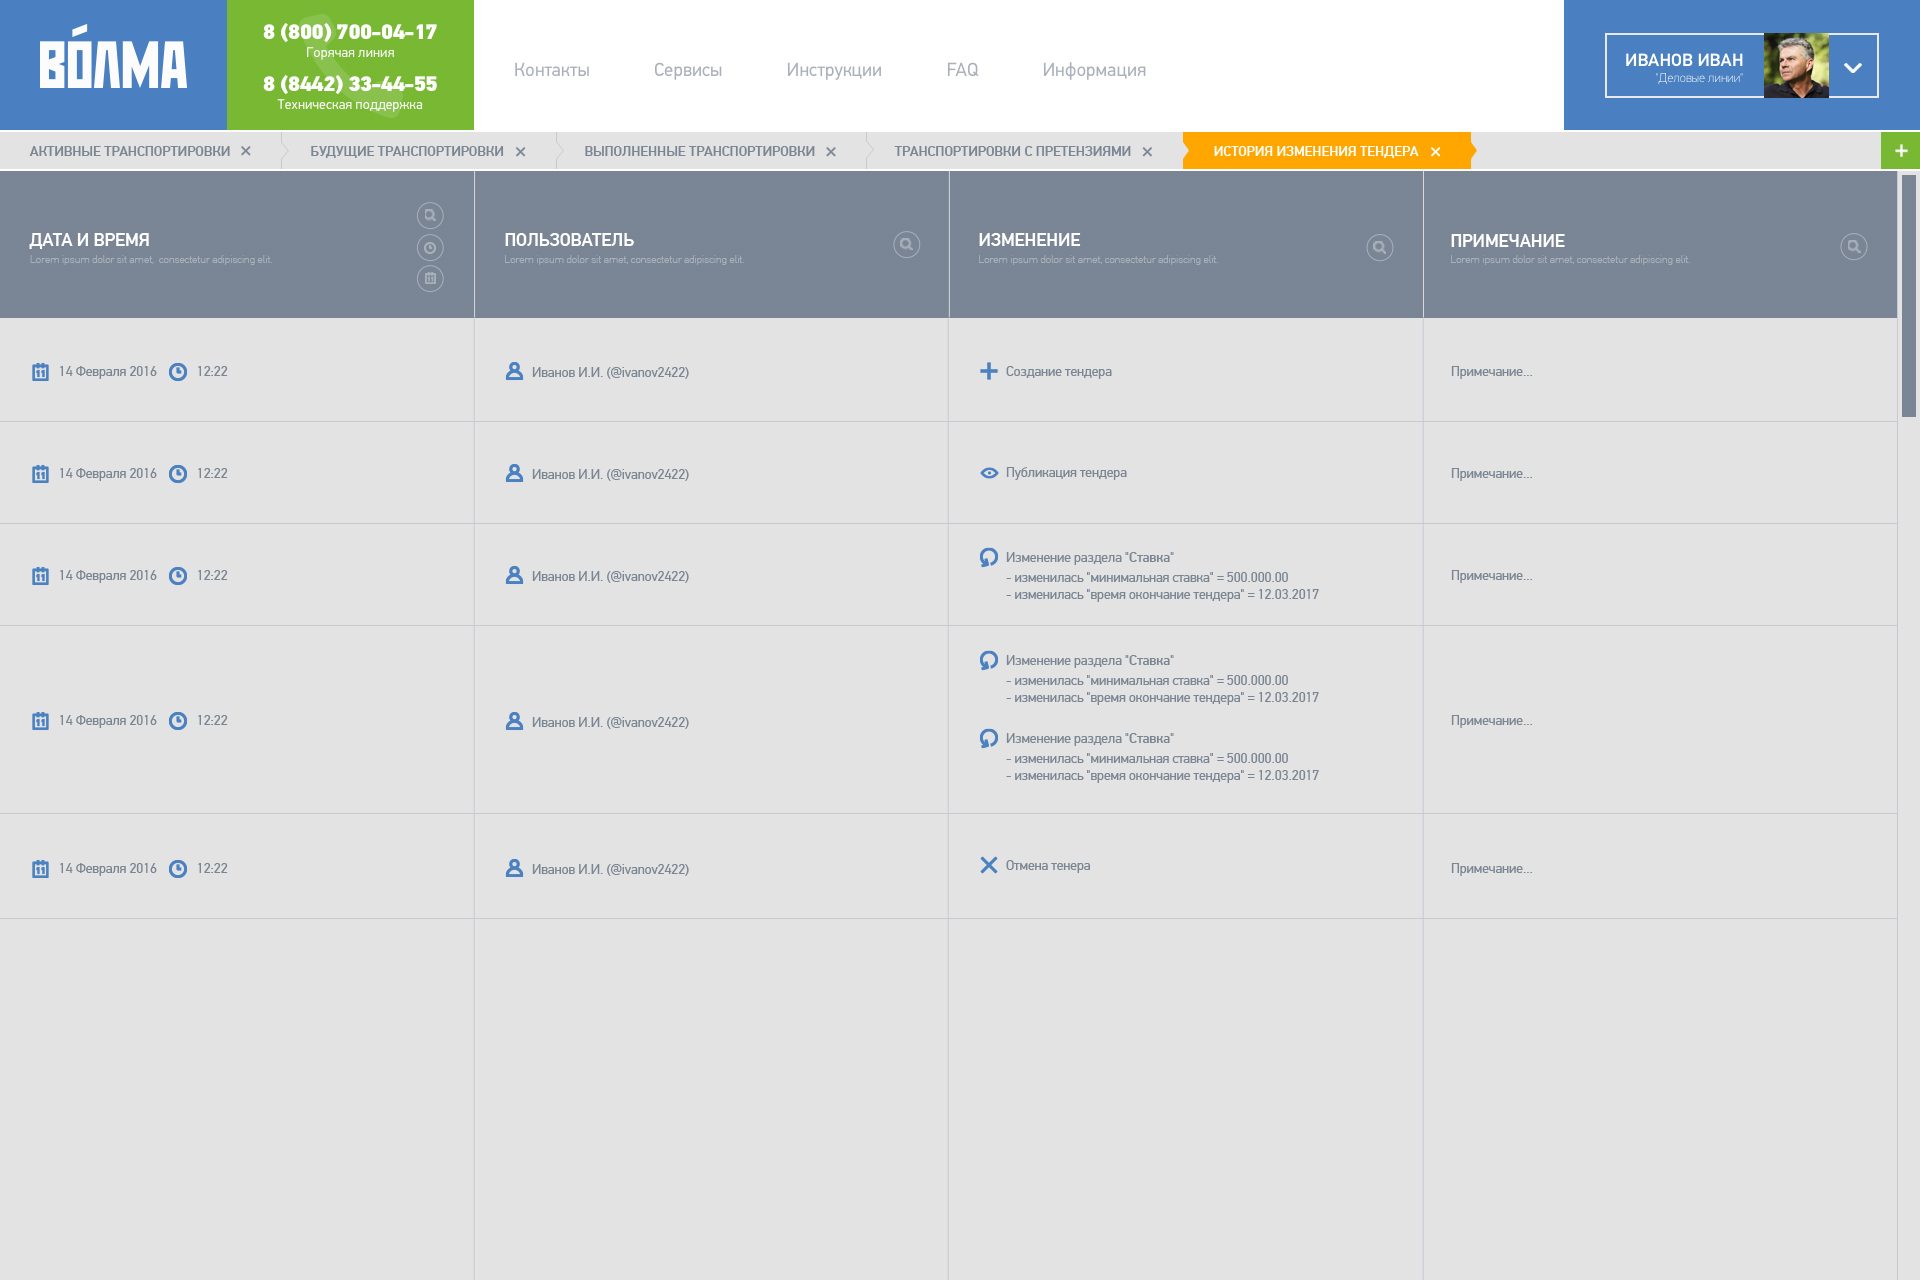 ВОЛМА
8 (800) 700-04-17
Горячая линия
8 (8442) 33-44-55
Техническая поддержка
Контакты Сервисы Инструкции FAQ Информация
ИВАНОВ ИВАН
"Деловые линии"
АКТИВНЫЕ ТРАНСПОРТИРОВКИ БУДУЩИЕ ТРАНСПОРТИРОВКИ ВЫПОЛНЕННЫЕ ТРАНСПОРТИРОВКИ ТРАНСПОРТИРОВКИ С ПРЕТЕНЗИЯМИ ИСТОРИЯ ИЗМЕНЕНИЯ ТЕНДЕРА
ДАТА И ВРЕМЯ
Lorem ipsum dolor sit amet, consectetur adipiscing elit.
ПОЛЬЗОВАТЕЛЬ
Lorem ipsum dolor sit amet, consectetur adipiscing elit.
ИЗМЕНЕНИЕ
Lorem ipsum dolor sit amet, consectetur adipiscing elit.
ПРИМЕЧАНИЕ
Lorem ipsum dolor sit amet, consectetur adipiscing elit.
14 Февраля 2016 12:22 Иванов И.И. (@ivanov2422) Создание тендера Примечание...
14 Февраля 2016 12:22 Иванов И.И. (@ivanov2422) Публикация тендера Примечание...
14 Февраля 2016 12:22 Иванов И.И. (@ivanov2422)
Изменение раздела "Ставка"
- изменилась "минимальная ставка" = 500.000.00
- изменилась "время окончание тендера" = 12.03.2017
Примечание...
14 Февраля 2016 12:22 Иванов И.И. (@ivanov2422)
Изменение раздела "Ставка"
- изменилась "минимальная ставка" = 500.000.00
- изменилась "время окончание тендера" = 12.03.2017
Изменение раздела "Ставка"
- изменилась "минимальная ставка" = 500.000.00
- изменилась "время окончание тендера" = 12.03.2017
Примечание...
14 Февраля 2016 12:22 Иванов И.И. (@ivanov2422) Отмена тенера Примечание...